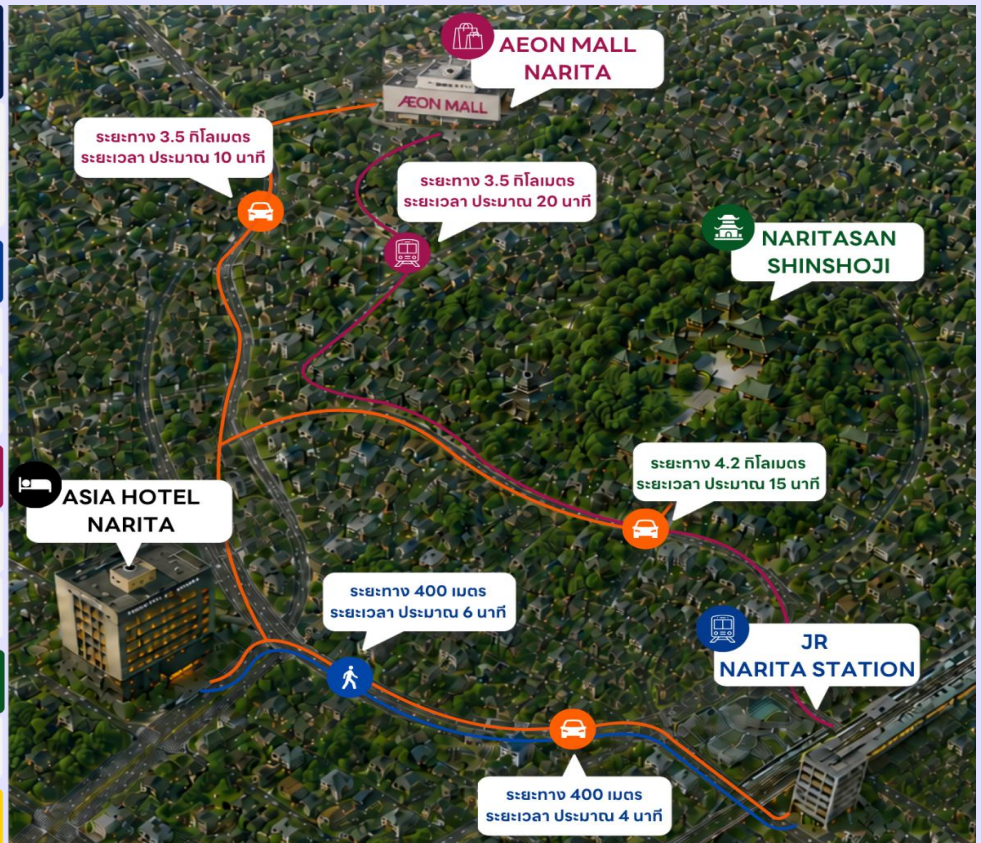 AEON MALL
NARITA
AEON MALL
ระยะทาง 3.5 กิโลเมตร
ระยะเวลา ประมาณ 10 นาที
ระยะทาง 3.5 กิโลเมตร
ระยะเวลา ประมาณ 20 นาที
NARITASAN
SHINSHOJI
ระยะทาง 4.2 กิโลเมตร
ระยะเวลา ประมาณ 15 นาที
ASIA HOTEL
NARITA
ระยะทาง 400 เมตร
ระยะเวลา ประมาณ 6 นาที
JR
NARITA STATION
ระยะทาง 400 เมตร
ระยะเวลา ประมาณ 4 นาที